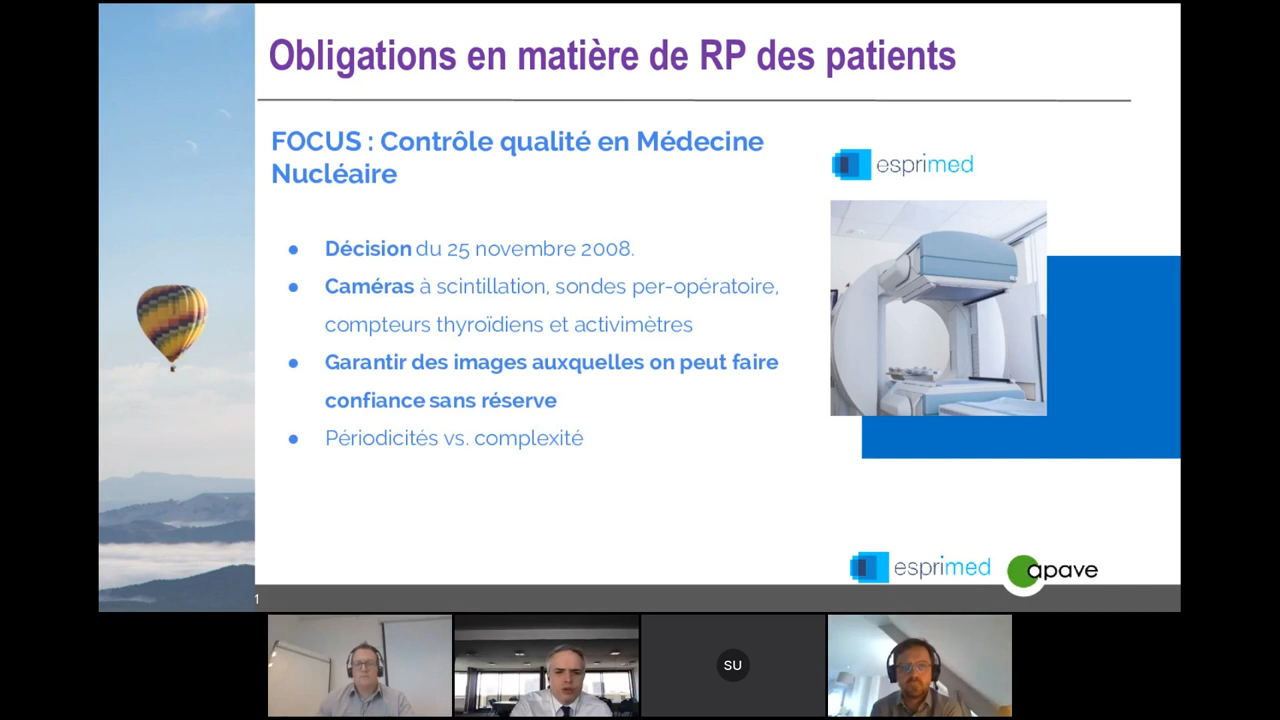 Obligations en matière de RP des patients
FOCUS : Contrôle qualité en Médecine
Nucléaire
esprimed
● Décision du 25 novembre 2008.
● Caméras à scintillation, sondes per-opératoire,
compteurs thyroïdiens et activimètres
● Garantir des images auxquelles on peut faire
confiance sans réserve
● Périodicités vs. complexité
esprimed
apave
1
SU